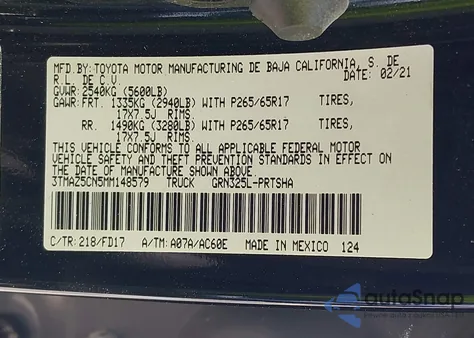 MFD.BY:TOYOTA MOTOR MANUFACTURING DE BAJA CALIFORNIA, S. DE
R.L. DE C.V. DATE: 02/21
GVWR: 2540KG (5600LB)
GAWR:FRT. 1335KG (2940LB) WITH P265/65R17 TIRES,
17X7.5J RIMS.
RR. 1490KG (3280LB) WITH P265/65R17 TIRES,
17X7.5J RIMS.
THIS VEHICLE CONFORMS TO ALL APPLICABLE FEDERAL MOTOR
VEHICLE SAFETY AND THEFT PREVENTION STANDARDS IN EFFECT ON
THE DATE OF MANUFACTURE SHOWN ABOVE.
3TMAZ5CN5MM148579 TRUCK GRN325L-PRTSHA
C/TR: 218/FD17 A/TM: A07A/AC60E MADE IN MEXICO 124
autoSnap